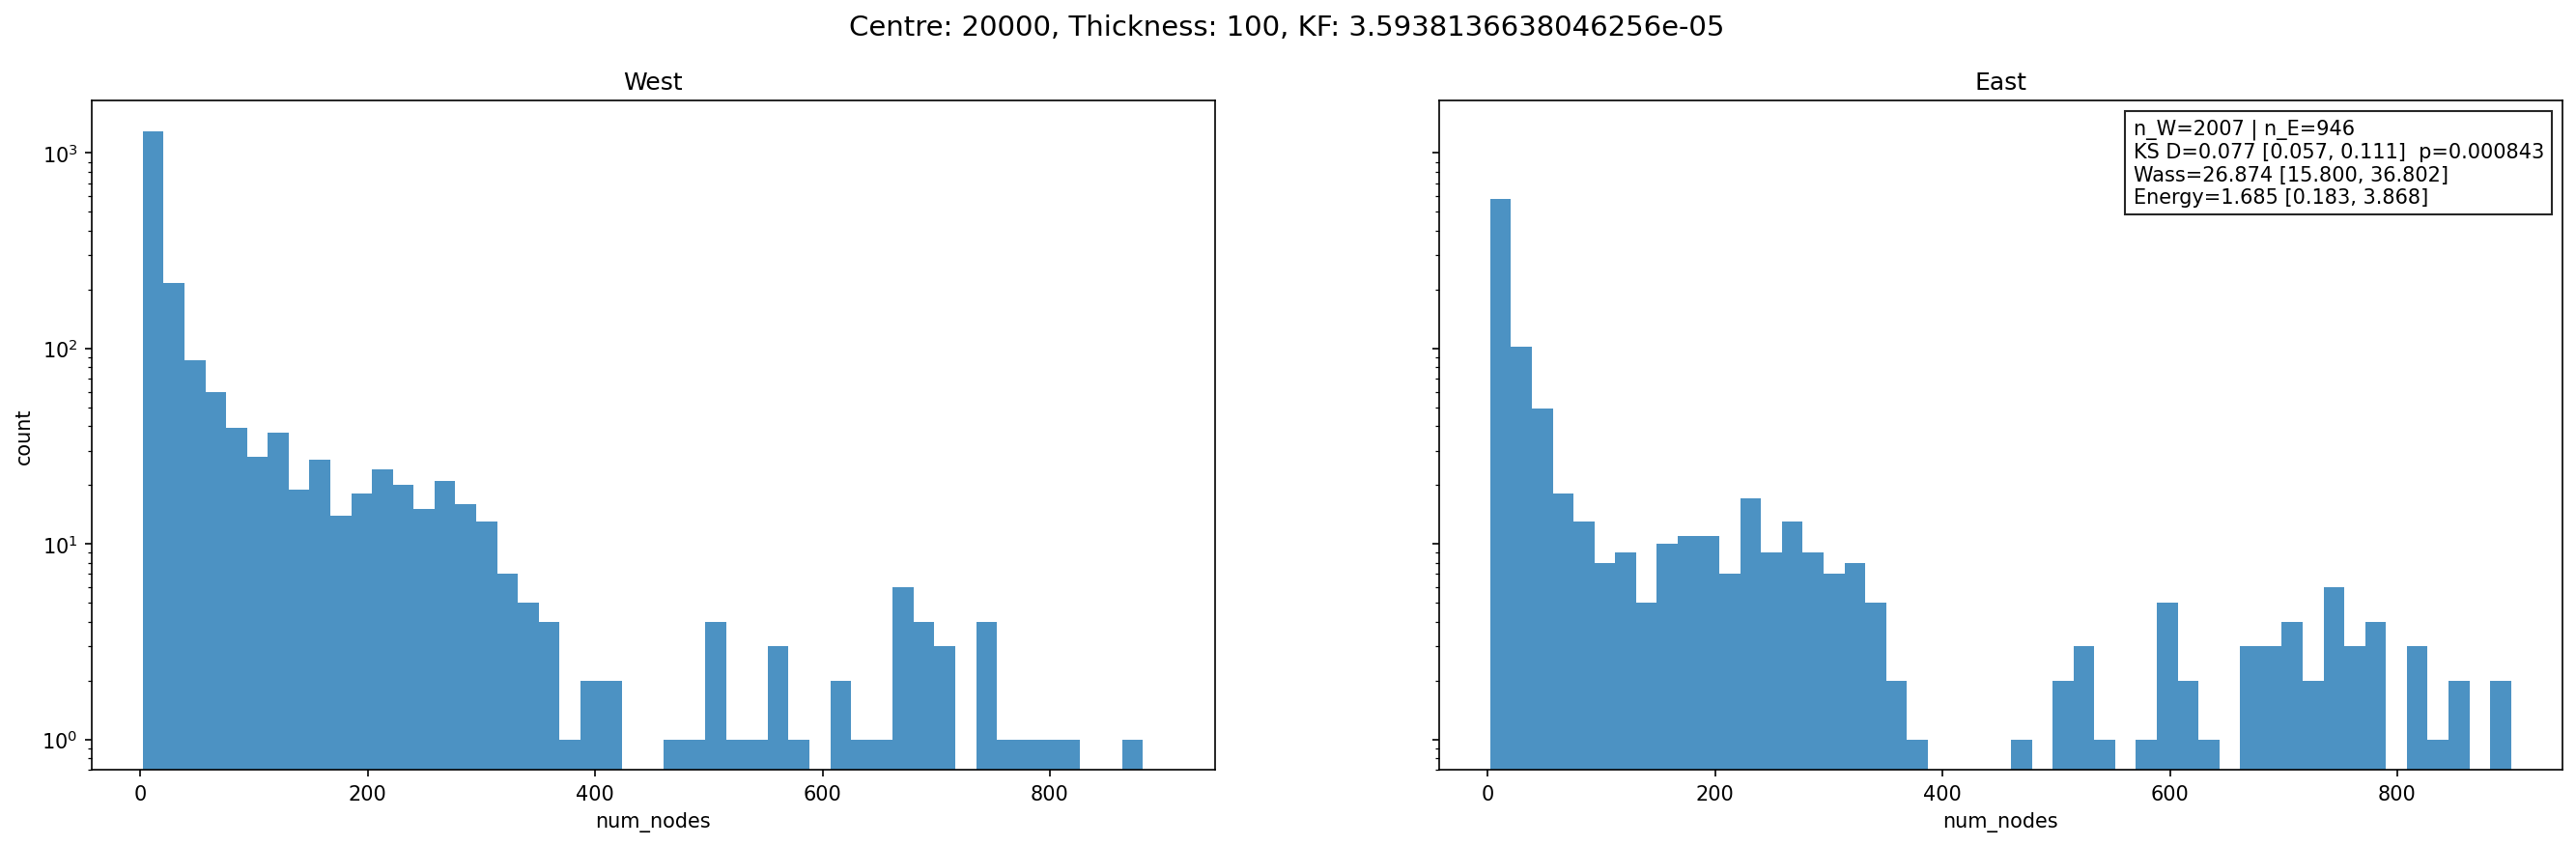 Centre: 20000, Thickness: 100, KF: 3.5938136638046256e-05
West
East
n_W=2007 | n_E=946
KS D=0.077 [0.057, 0.111]  p=0.000843
Wass=26.874 [15.800, 36.802]
Energy=1.685 [0.183, 3.868]
10³
10²
10¹
10⁰
count
0 200 400 600 800
num_nodes
0 200 400 600 800
num_nodes